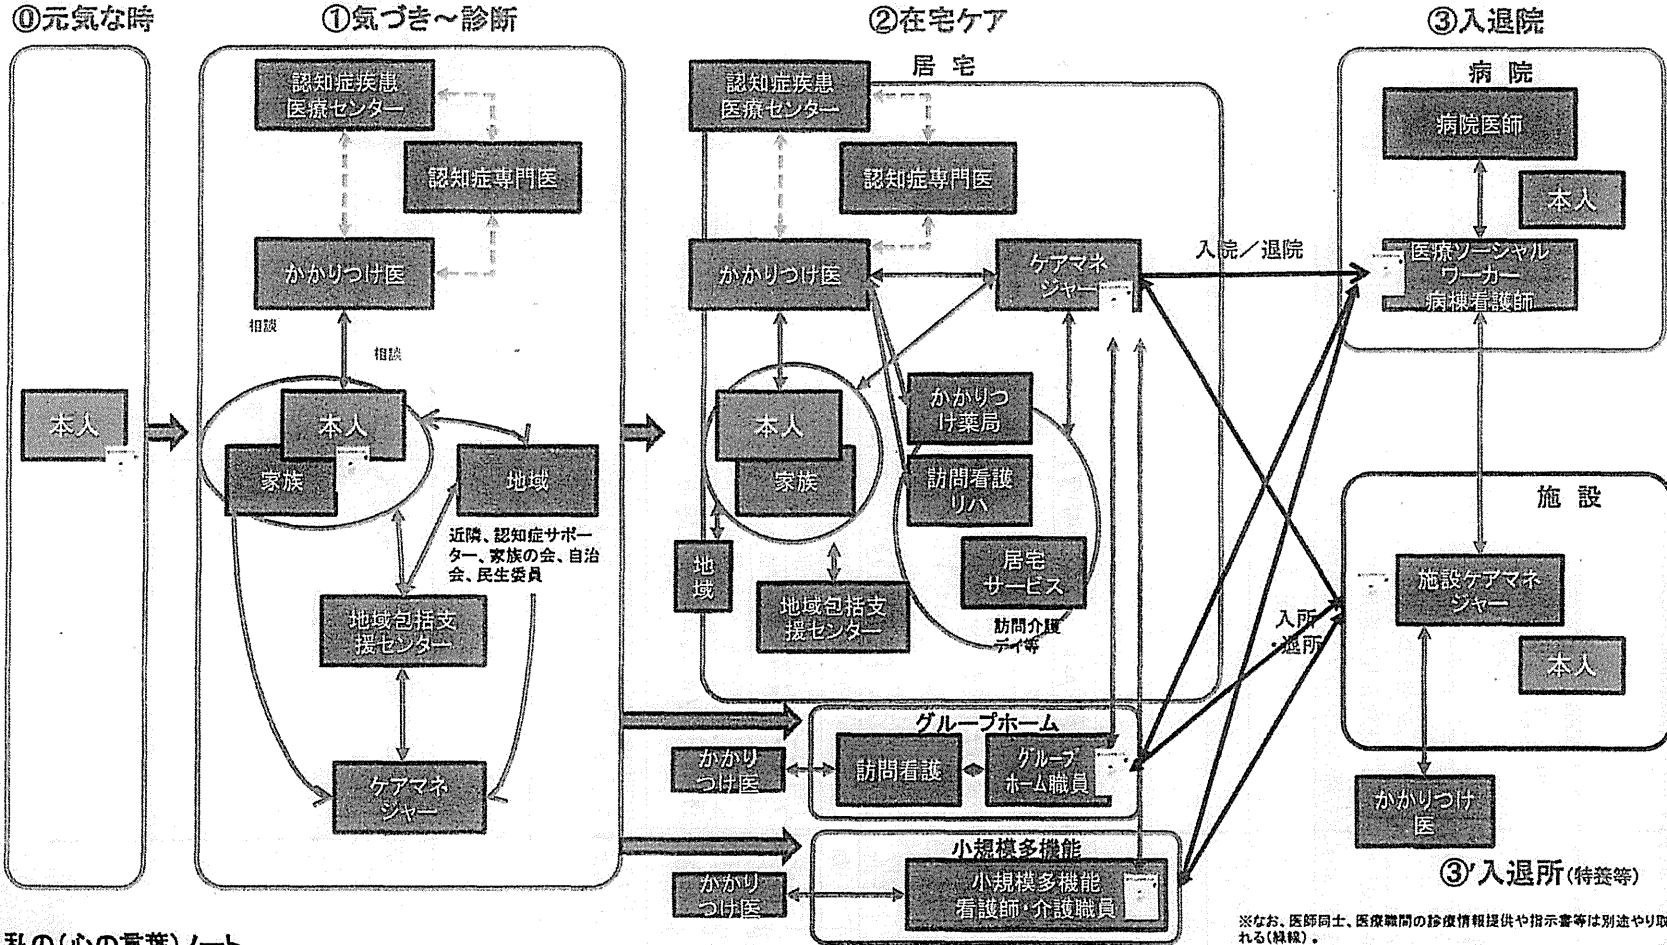 ⓪元気な時
①気づき~診断
②在宅ケア
③入退院
認知症疾患
医療センター
認知症専門医
かかりつけ医
相談
相談
本人
本人
家族
地域
近隣、認知症サポー
ター、家族の会、自治
会、民生委員
地域包括支
援センター
ケアマネ
ジャー
居 宅
認知症疾患
医療センター
認知症専門医
かかりつけ医
ケアマネ
ジャー
入院/退院
本人
家族
かかりつ
け薬局
訪問看護
リハ
居宅
サービス
訪問介護
デイ等
地
域
地域包括支
援センター
グループホーム
かかり
つけ医
訪問看護
グループ
ホーム職員
小規模多機能
かかり
つけ医
小規模多機能
看護師・介護職員
病 院
病院医師
本人
医療ソーシャル
ワーカー
病棟看護師
施 設
施設ケアマネ
ジャー
入所
・退所
本人
かかりつけ
医
③'入退所(特養等)
※なお、医師同士、医療職間の診療情報提供や指示書等は別途やり取
れる(緑線)。
私の(心の言葉)ノート